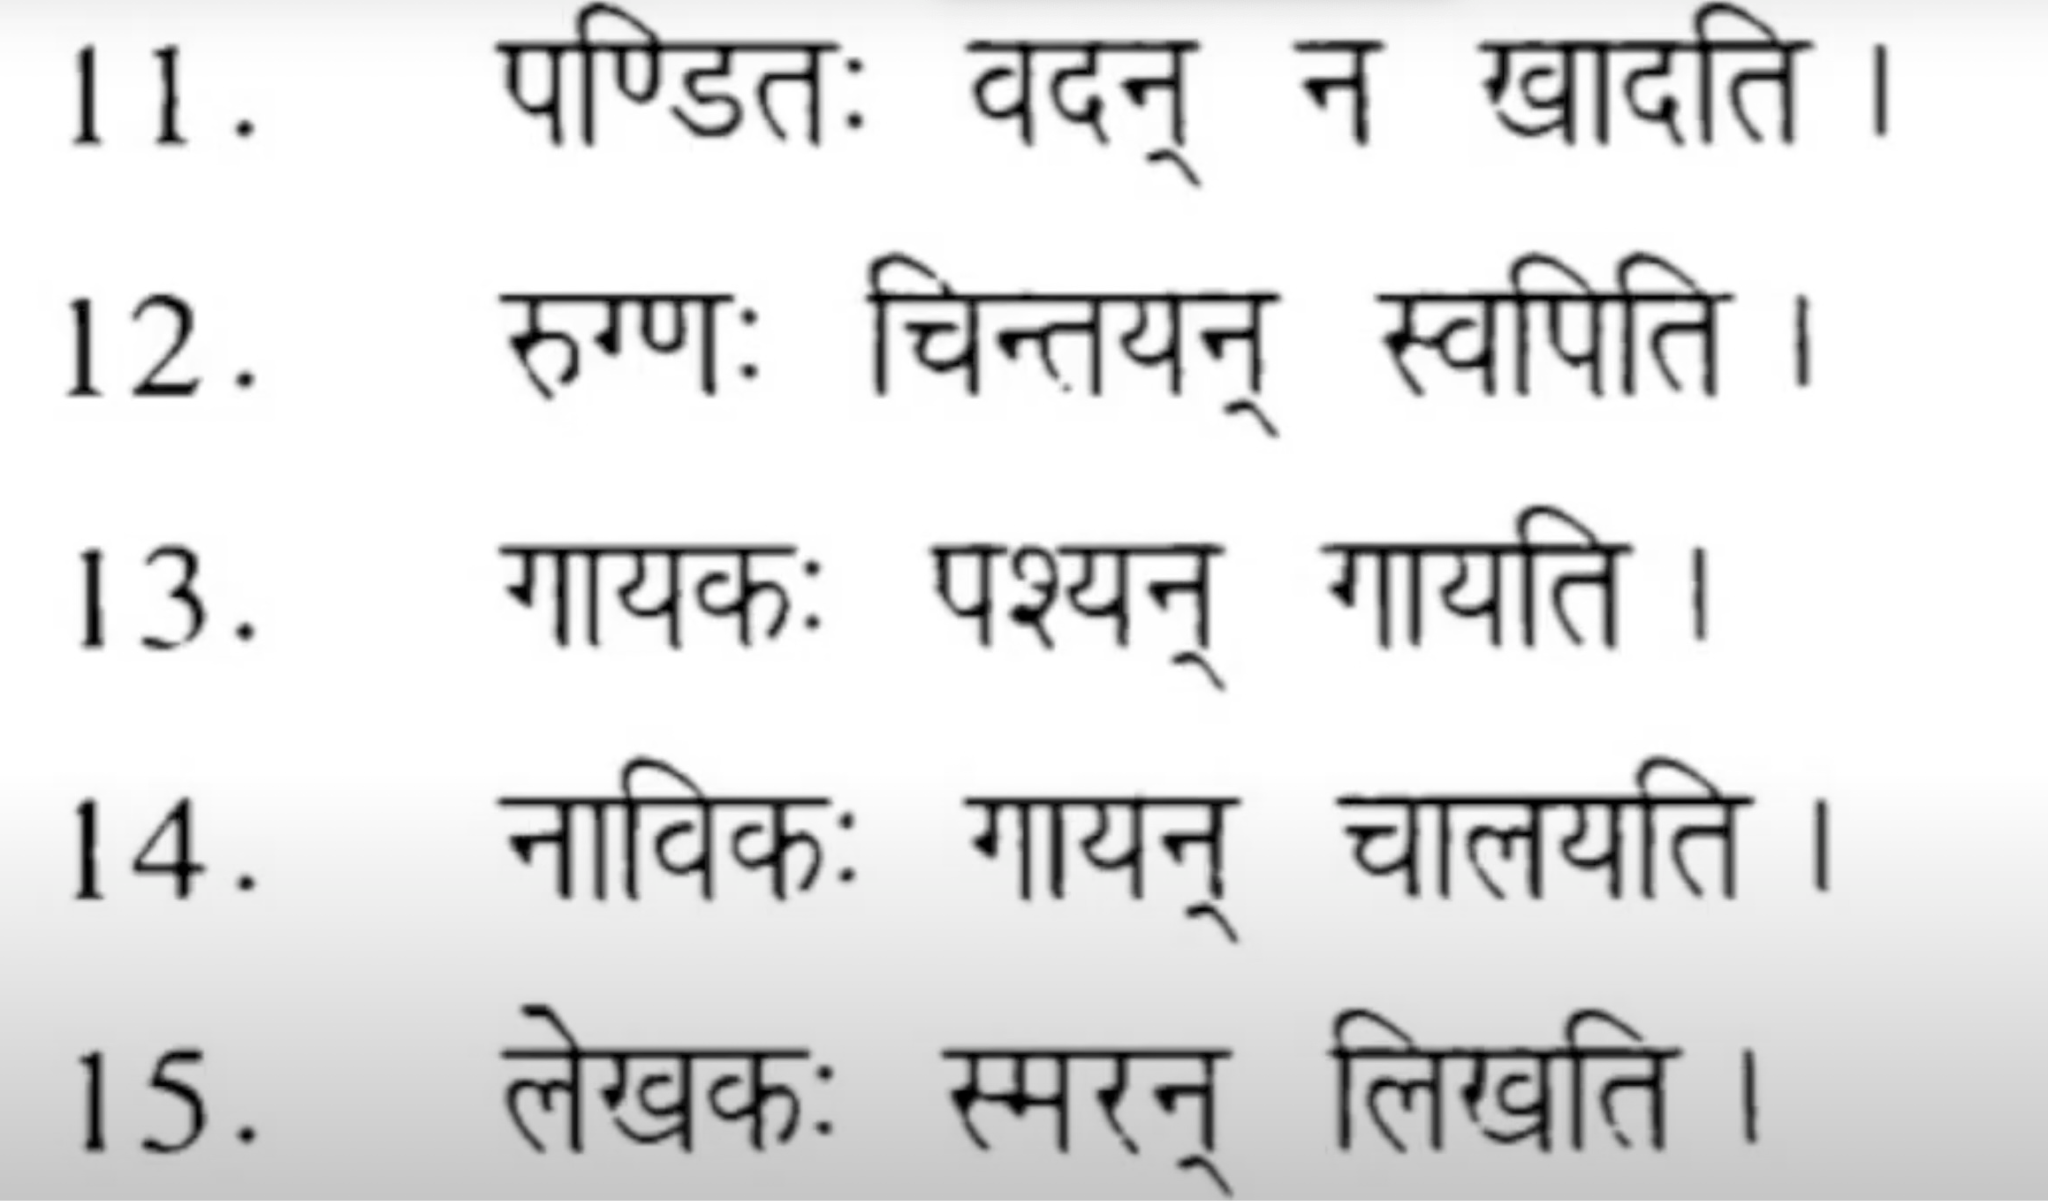 11. पण्डितः वदन् न खादति ।
12. रुग्णः चिन्तयन् स्वपिति ।
13. गायकः पश्यन् गायति ।
14. नाविकः गायन् चालयति ।
15. लेखकः स्मरन् लिखति ।